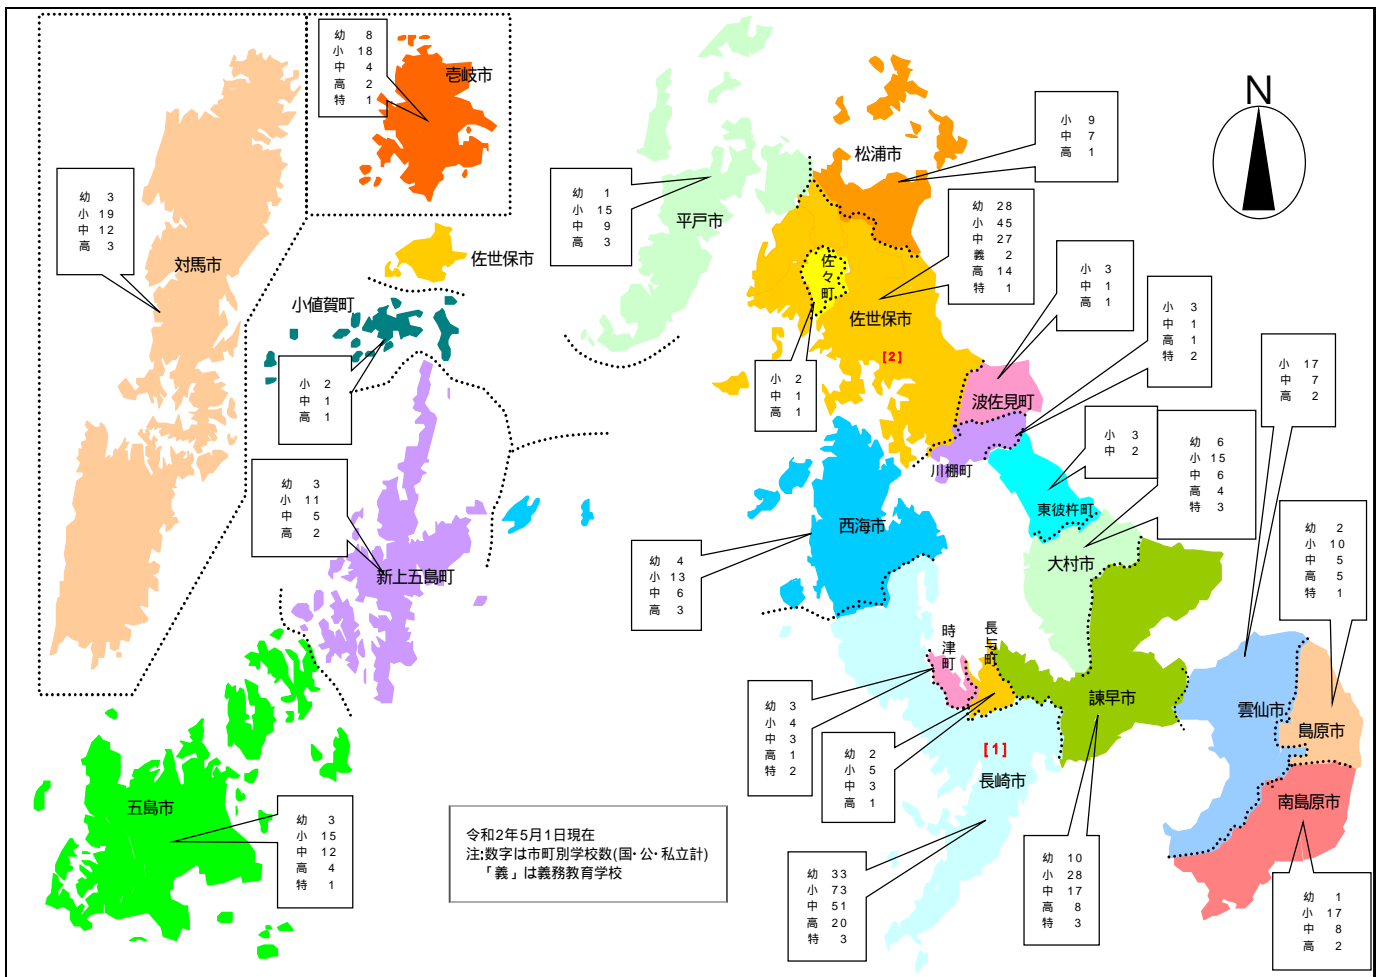 幼 8
小 18
中 4
高 2
特 1
壱岐市
N
小 9
中 7
高 1
松浦市
幼 3
小 19
中 12
高 3
対馬市
幼 1
小 15
中 9
高 3
平戸市
幼 28
小 45
中 27
義 2
高 14
特 1
佐世保市
佐々町
小 3
中 1
高 1
小 3
中 1
高 1
特 2
小値賀町
佐世保市
[2]
小 2
中 1
高 1
小 2
中 1
高 1
小 17
中 7
高 2
波佐見町
小 3
中 2
幼 6
小 15
中 6
高 4
特 3
川棚町
幼 3
小 11
中 5
高 2
東彼杵町
西海市
幼 2
小 10
中 5
高 5
特 1
幼 4
小 13
中 6
高 3
大村市
新上五島町
時津町
長与町
諫早市
雲仙市
島原市
幼 3
小 4
中 3
高 1
特 2
幼 2
小 5
中 3
高 1
[1]
長崎市
南島原市
五島市
幼 3
小 15
中 12
高 4
特 1
令和2年5月1日現在
注:数字は市町別学校数(国・公・私立計)
「義」は義務教育学校
幼 33
小 73
中 51
高 20
特 3
幼 10
小 28
中 17
高 8
特 3
幼 1
小 17
中 8
高 2